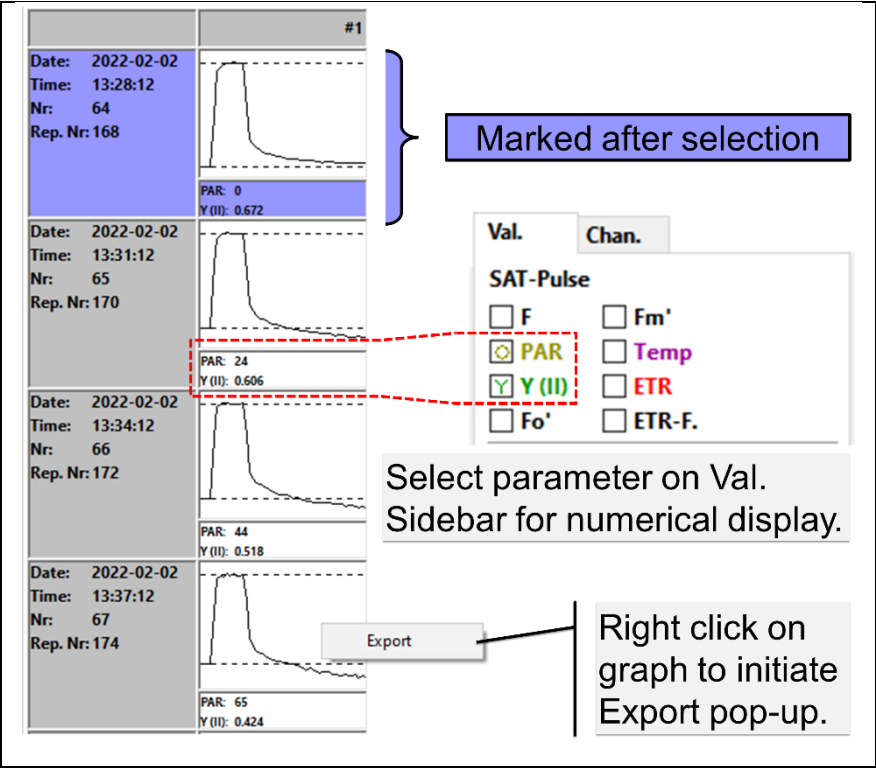 #1
Date: 2022-02-02
Time: 13:28:12
Nr: 64
Rep. Nr: 168
PAR: 0
Y (II): 0.672
Marked after selection
Date: 2022-02-02
Time: 13:31:12
Nr: 65
Rep. Nr: 170
PAR: 24
Y (II): 0.606
Val.
Chan.
SAT-Pulse
F
Fm'
PAR
Temp
Y (II)
ETR
Fo'
ETR-F.
Select parameter on Val.
Sidebar for numerical display.
Date: 2022-02-02
Time: 13:34:12
Nr: 66
Rep. Nr: 172
PAR: 44
Y (II): 0.518
Date: 2022-02-02
Time: 13:37:12
Nr: 67
Rep. Nr: 174
PAR: 65
Y (II): 0.424
Export
Right click on
graph to initiate
Export pop-up.